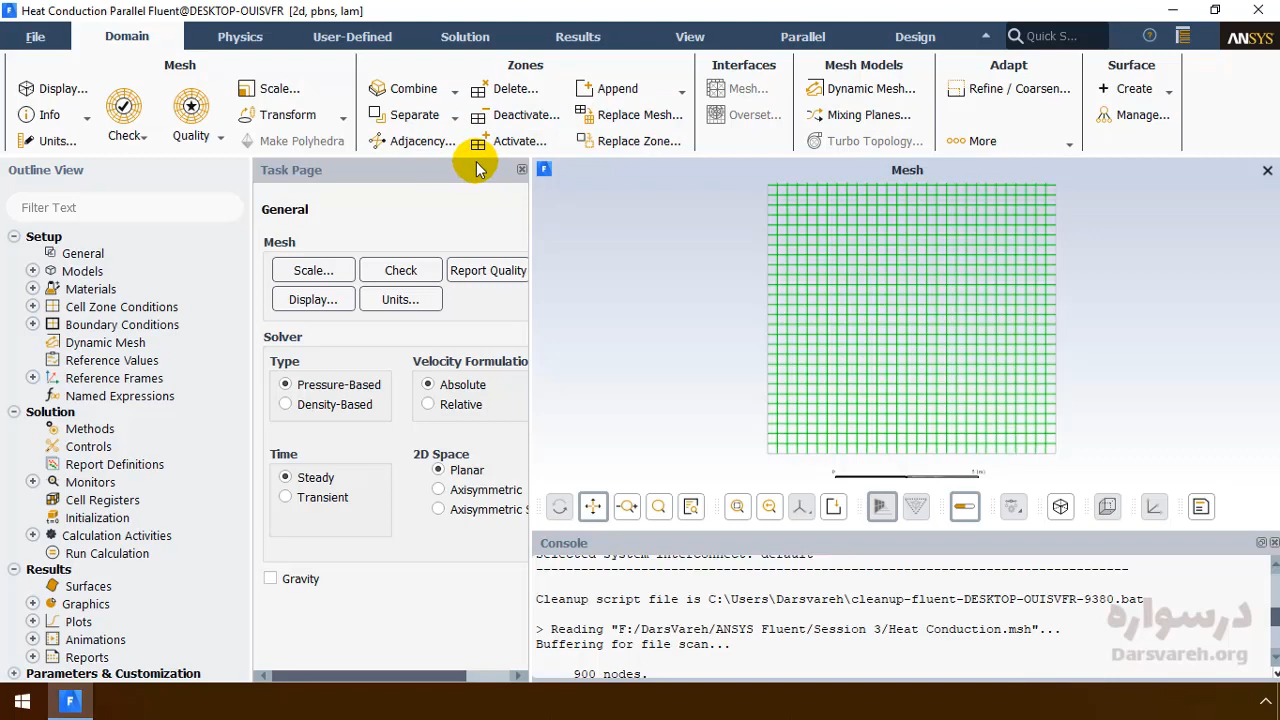 Heat Conduction Parallel Fluent@DESKTOP-OUISVFR [2d, pbns, lam]
File Domain Physics User-Defined Solution Results View Parallel Design Quick S... ANSYS
Mesh Zones Interfaces Mesh Models Adapt Surface
Display... Scale... Combine Delete... Append Mesh... Dynamic Mesh... Refine / Coarsen... Create
Info Transform Separate Deactivate... Replace Mesh... Overset... Mixing Planes... Manage...
Units... Check Quality Make Polyhedra Adjacency... Activate... Replace Zone... Turbo Topology... More
Outline View
Filter Text
Setup
General
Models
Materials
Cell Zone Conditions
Boundary Conditions
Dynamic Mesh
Reference Values
Reference Frames
Named Expressions
Solution
Methods
Controls
Report Definitions
Monitors
Cell Registers
Initialization
Calculation Activities
Run Calculation
Results
Surfaces
Graphics
Plots
Animations
Reports
Parameters & Customization
Task Page
General
Mesh
Scale... Check Report Quality
Display... Units...
Solver
Type Velocity Formulatio
Pressure-Based Absolute
Density-Based Relative
Time 2D Space
Steady Planar
Transient Axisymmetric
Axisymmetric S
Gravity
Mesh
0 1 (m)
Console
Selected system interconnect: default
--------------------------------------------------------------------------------
Cleanup script file is C:\Users\Darsvareh\cleanup-fluent-DESKTOP-OUISVFR-9380.bat
> Reading "F:/DarsVareh/ANSYS Fluent/Session 3/Heat Conduction.msh"...
Buffering for file scan...
900 nodes.
درسواره
Darsvareh.org